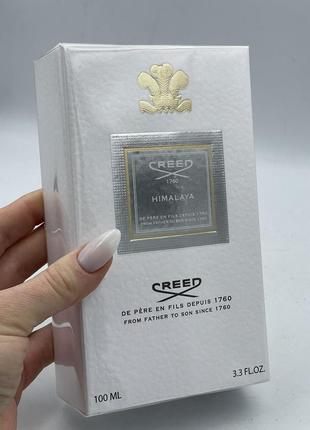 CREED
1760
HIMALAYA
DE PÈRE EN FILS DEPUIS 1760
FROM FATHER TO SON SINCE 1760
CREED
DE PÈRE EN FILS DEPUIS 1760
FROM FATHER TO SON SINCE 1760
100 ML
3.3 FL.OZ.